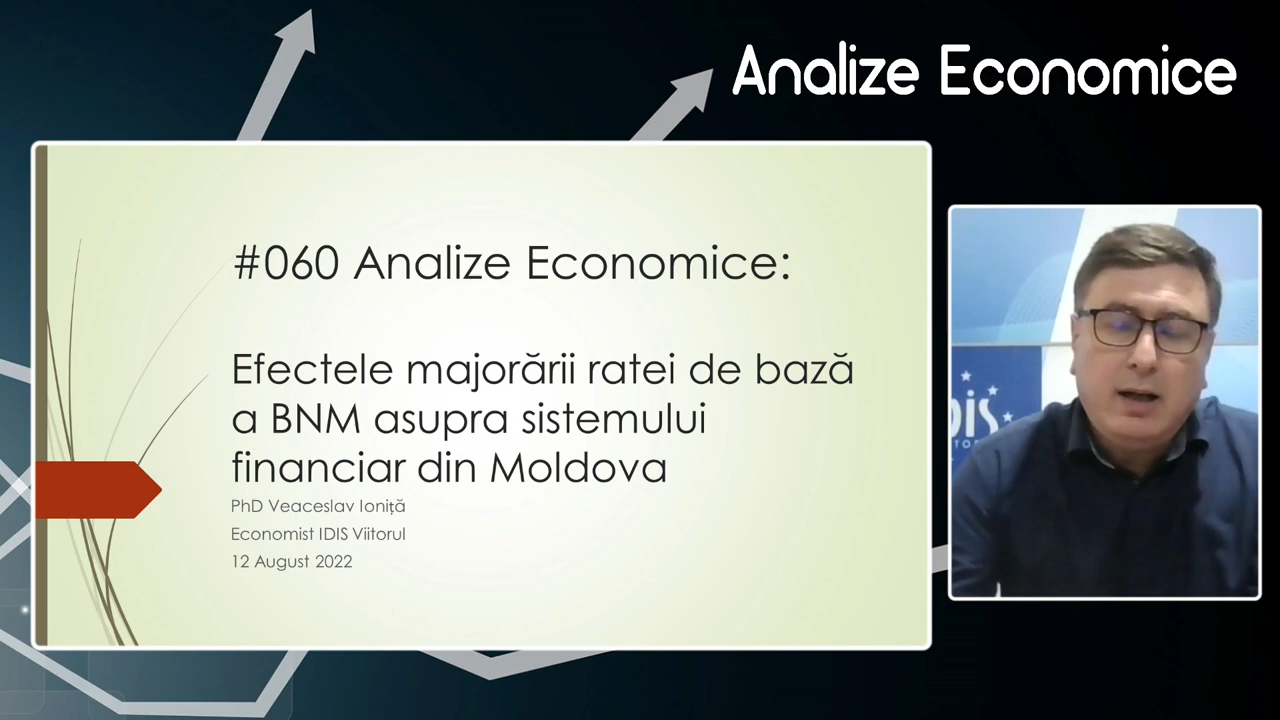 Analize Economice
#060 Analize Economice:
Efectele majorării ratei de bază
a BNM asupra sistemului
financiar din Moldova
PhD Veaceslav Ioniță
Economist IDIS Viitorul
12 August 2022